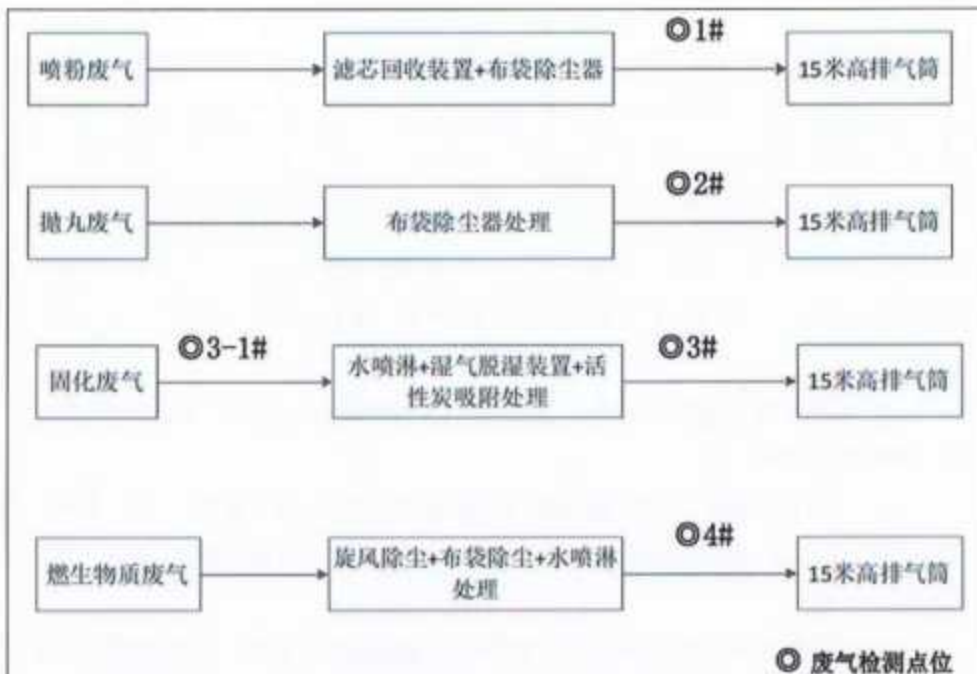 ◎1#
喷粉废气
滤芯回收装置+布袋除尘器
15米高排气筒
◎2#
抛丸废气
布袋除尘器处理
15米高排气筒
◎3-1#
◎3#
固化废气
水喷淋+湿气脱湿装置+活
性炭吸附处理
15米高排气筒
◎4#
燃生物质废气
旋风除尘+布袋除尘+水喷淋
处理
15米高排气筒
◎ 废气检测点位